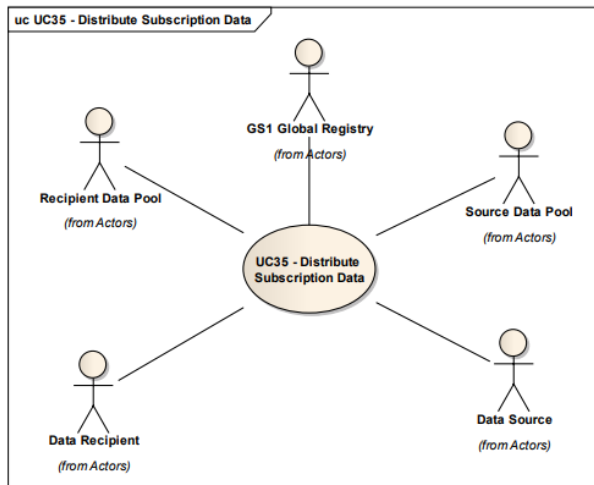 uc UC35 - Distribute Subscription Data
GS1 Global Registry
(from Actors)
Recipient Data Pool
(from Actors)
Source Data Pool
(from Actors)
UC35 - Distribute
Subscription Data
Data Recipient
(from Actors)
Data Source
(from Actors)